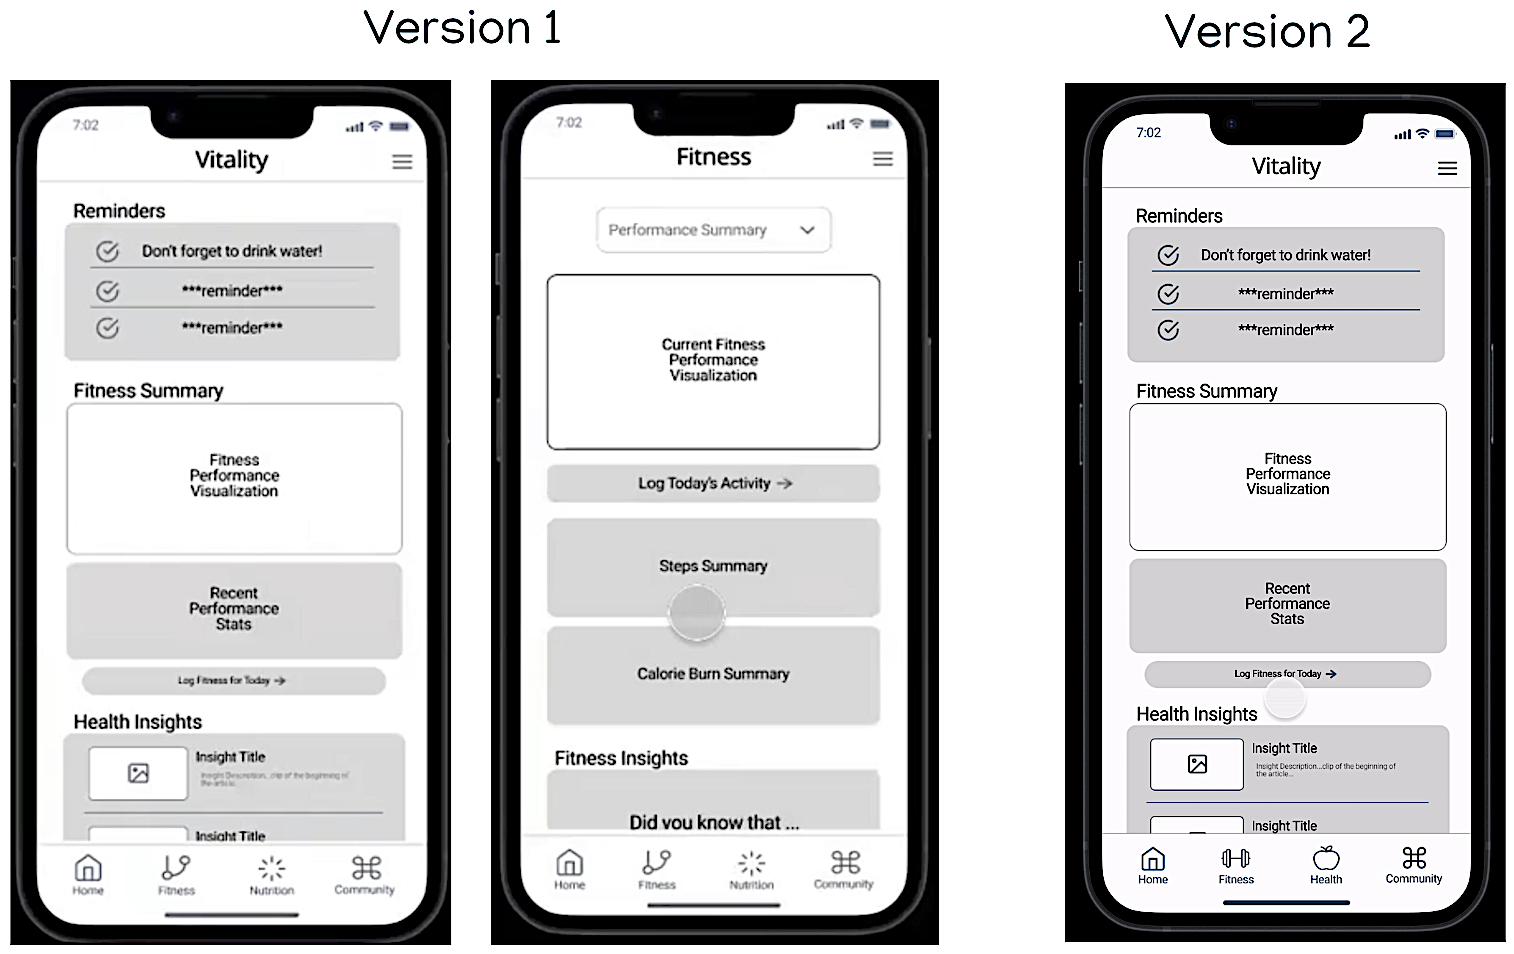 Version 1
7:02
Vitality
Reminders
Don't forget to drink water!
***reminder***
***reminder***
Fitness Summary
Fitness
Performance
Visualization
Recent
Performance
Stats
Log Fitness for Today →
Health Insights
Insight Title
Insight Description...clip of the beginning of
the article...
Insight Title
Home
Fitness
Nutrition
Community
7:02
Fitness
Performance Summary
Current Fitness
Performance
Visualization
Log Today's Activity →
Steps Summary
Calorie Burn Summary
Fitness Insights
Did you know that ...
Home
Fitness
Nutrition
Community
Version 2
7:02
Vitality
Reminders
Don't forget to drink water!
***reminder***
***reminder***
Fitness Summary
Fitness
Performance
Visualization
Recent
Performance
Stats
Log Fitness for Today →
Health Insights
Insight Title
Insight Description...clip of the beginning of
the article...
Insight Title
Home
Fitness
Health
Community